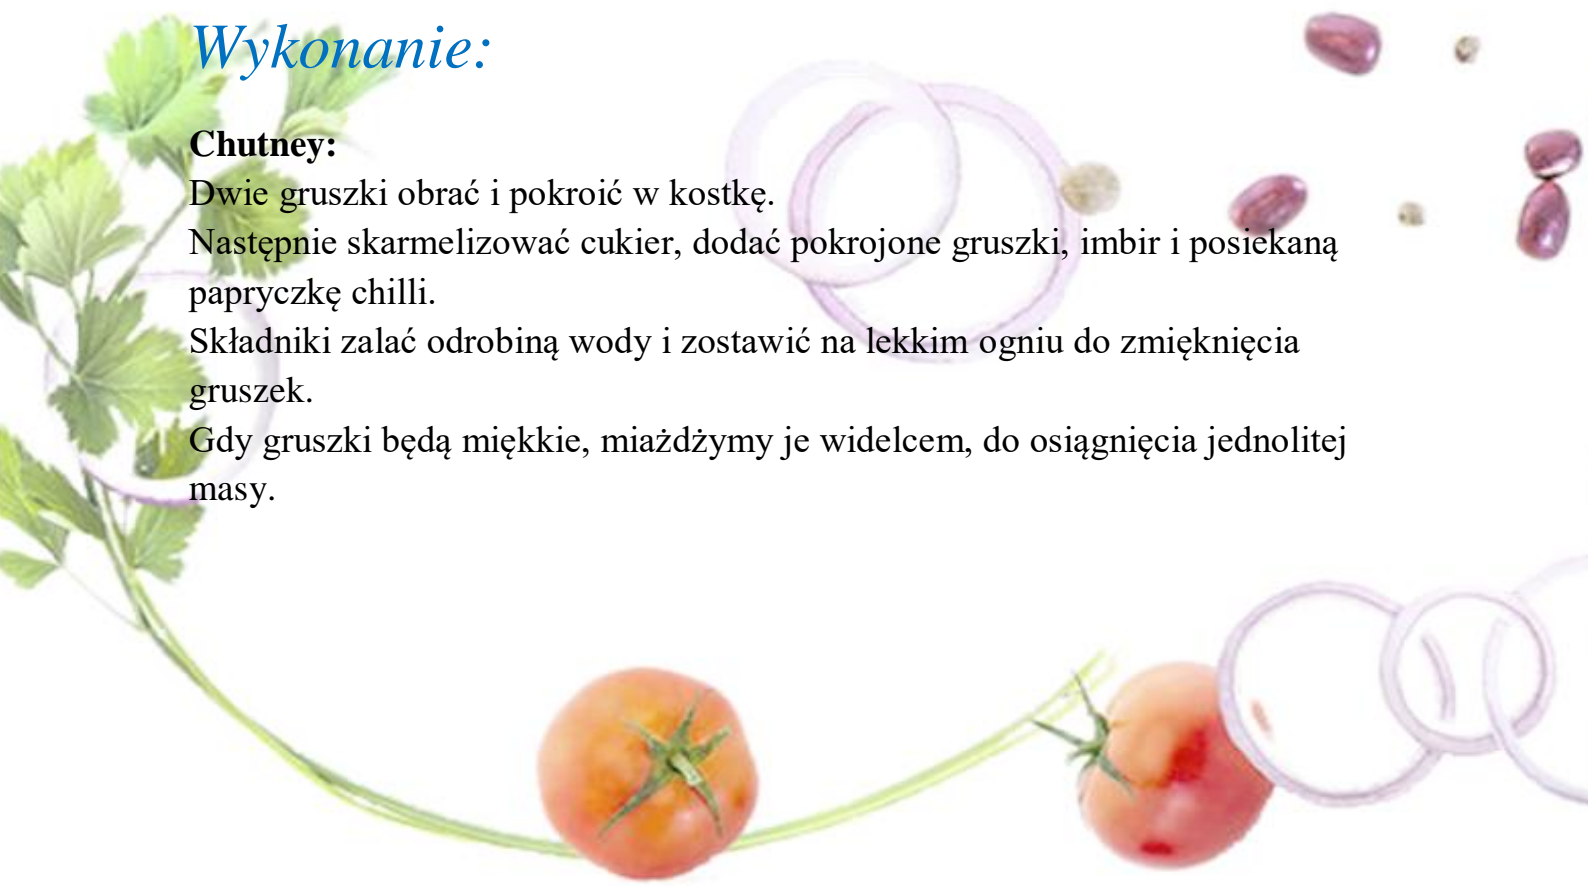 Wykonanie:
Chutney:
Dwie gruszki obrać i pokroić w kostkę.
Następnie skarmelizować cukier, dodać pokrojone gruszki, imbir i posiekaną
papryczkę chilli.
Składniki zalać odrobiną wody i zostawić na lekkim ogniu do zmięknięcia
gruszek.
Gdy gruszki będą miękkie, miażdżymy je widelcem, do osiągnięcia jednolitej
masy.